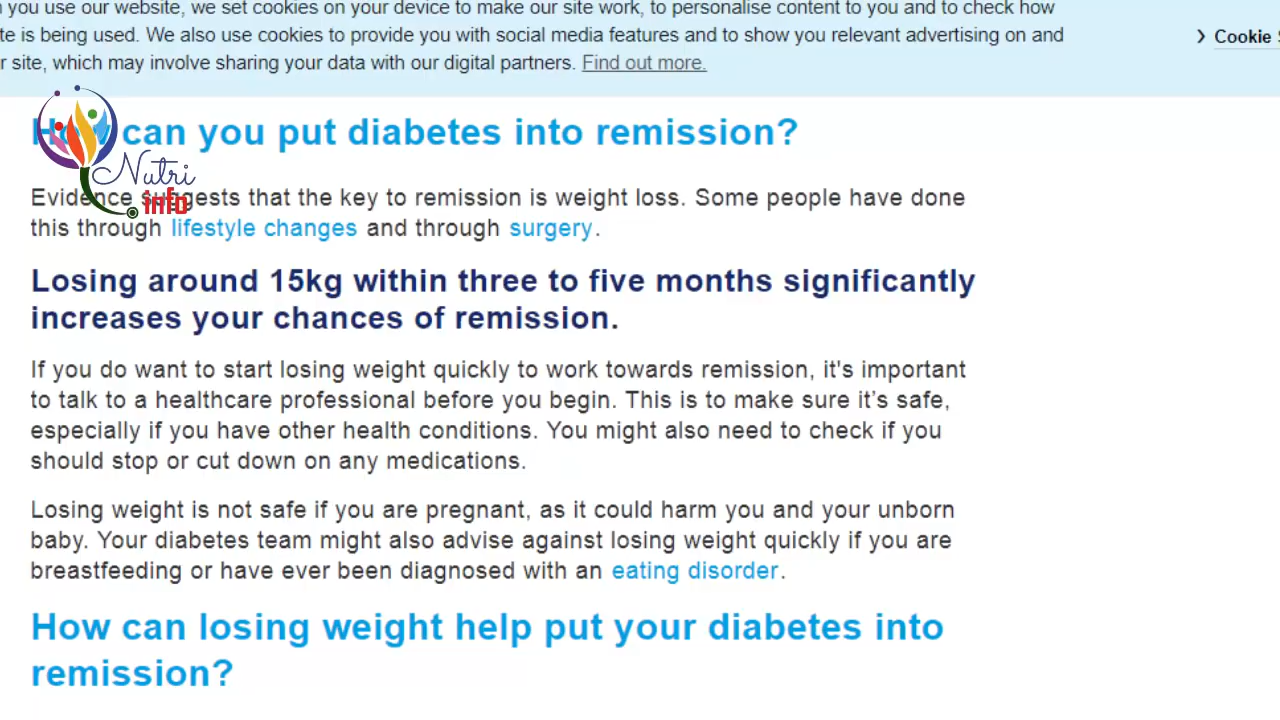 you use our website, we set cookies on your device to make our site work, to personalise content to you and to check how
te is being used. We also use cookies to provide you with social media features and to show you relevant advertising on and
r site, which may involve sharing your data with our digital partners. Find out more.
Cookie
How can you put diabetes into remission?
Nutri
info
Evidence suggests that the key to remission is weight loss. Some people have done
this through lifestyle changes and through surgery.
Losing around 15kg within three to five months significantly
increases your chances of remission.
If you do want to start losing weight quickly to work towards remission, it's important
to talk to a healthcare professional before you begin. This is to make sure it’s safe,
especially if you have other health conditions. You might also need to check if you
should stop or cut down on any medications.
Losing weight is not safe if you are pregnant, as it could harm you and your unborn
baby. Your diabetes team might also advise against losing weight quickly if you are
breastfeeding or have ever been diagnosed with an eating disorder.
How can losing weight help put your diabetes into
remission?